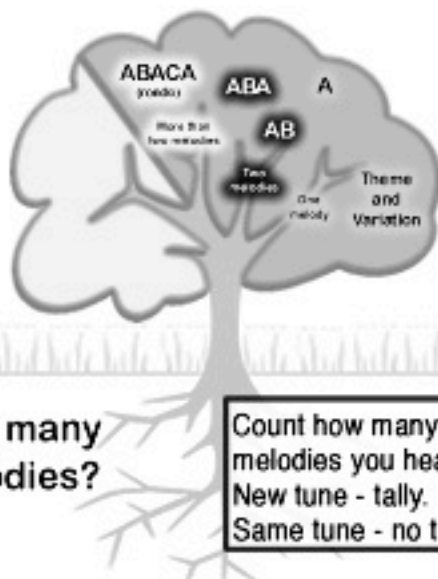 ABACA
(rondo)
ABA
A
More than
two melodies
AB
Two
melodies
One
melody
Theme
and
Variation
many
odies?
Count how many
melodies you hea
New tune - tally.
Same tune - no t